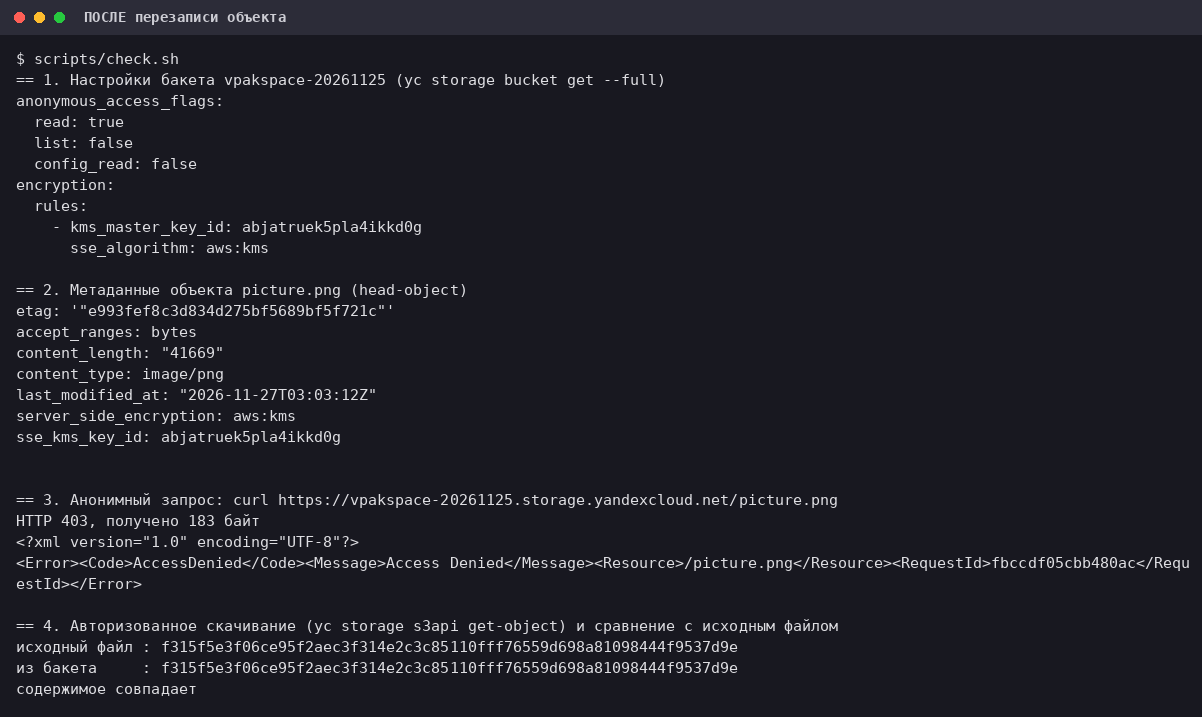 ПОСЛЕ перезаписи объекта
$ scripts/check.sh
== 1. Настройки бакета vpakspace-20261125 (yc storage bucket get --full)
anonymous_access_flags:
  read: true
  list: false
  config_read: false
encryption:
  rules:
    - kms_master_key_id: abjatruek5pla4ikkd0g
      sse_algorithm: aws:kms
== 2. Метаданные объекта picture.png (head-object)
etag: '"e993fef8c3d834d275bf5689bf5f721c"'
accept_ranges: bytes
content_length: "41669"
content_type: image/png
last_modified_at: "2026-11-27T03:03:12Z"
server_side_encryption: aws:kms
sse_kms_key_id: abjatruek5pla4ikkd0g
== 3. Анонимный запрос: curl https://vpakspace-20261125.storage.yandexcloud.net/picture.png
HTTP 403, получено 183 байт
<?xml version="1.0" encoding="UTF-8"?>
<Error><Code>AccessDenied</Code><Message>Access Denied</Message><Resource>/picture.png</Resource><RequestId>fbccdf05cbb480ac</Requ
estId></Error>
== 4. Авторизованное скачивание (yc storage s3api get-object) и сравнение с исходным файлом
исходный файл : f315f5e3f06ce95f2aec3f314e2c3c85110fff76559d698a81098444f9537d9e
из бакета     : f315f5e3f06ce95f2aec3f314e2c3c85110fff76559d698a81098444f9537d9e
содержимое совпадает